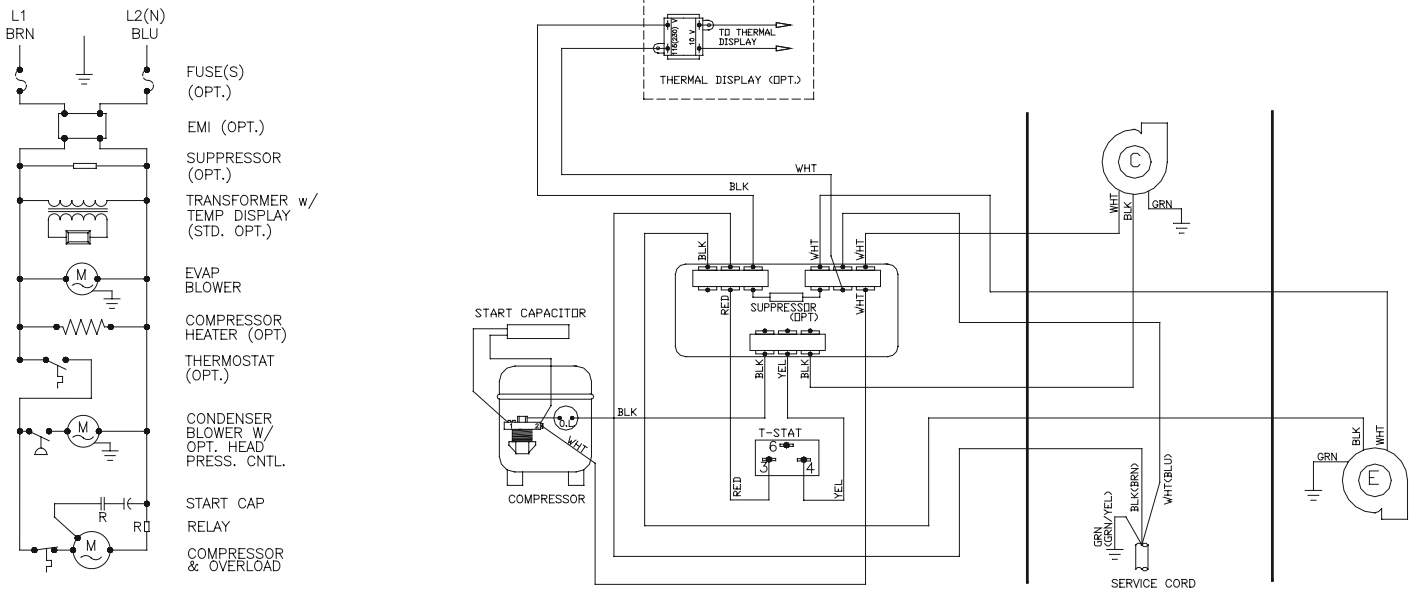 L1
BRN
L2(N)
BLU
FUSE(S)
(OPT.)
EMI (OPT.)
SUPPRESSOR
(OPT.)
TRANSFORMER w/
TEMP DISPLAY
(STD. OPT.)
M
EVAP
BLOWER
COMPRESSOR
HEATER (OPT)
THERMOSTAT
(OPT.)
M
CONDENSER
BLOWER W/
OPT. HEAD
PRESS. CNTL.
R
START CAP
R
RELAY
M
COMPRESSOR
& OVERLOAD
115(230) V
10 V
TO THERMAL
DISPLAY
THERMAL DISPLAY (OPT.)
WHT
BLK
BLK
WHT
WHT
RED
SUPPRESSOR
(OPT)
WHT
BLK
YEL
BLK
START CAPACITOR
O.L.
BLK
WHT
COMPRESSOR
T-STAT
6
3
4
RED
YEL
C
WHT
BLK
GRN
BLK
WHT
GRN
E
GRN
(GRN/YEL)
BLK(BRN)
WHT(BLU)
SERVICE CORD